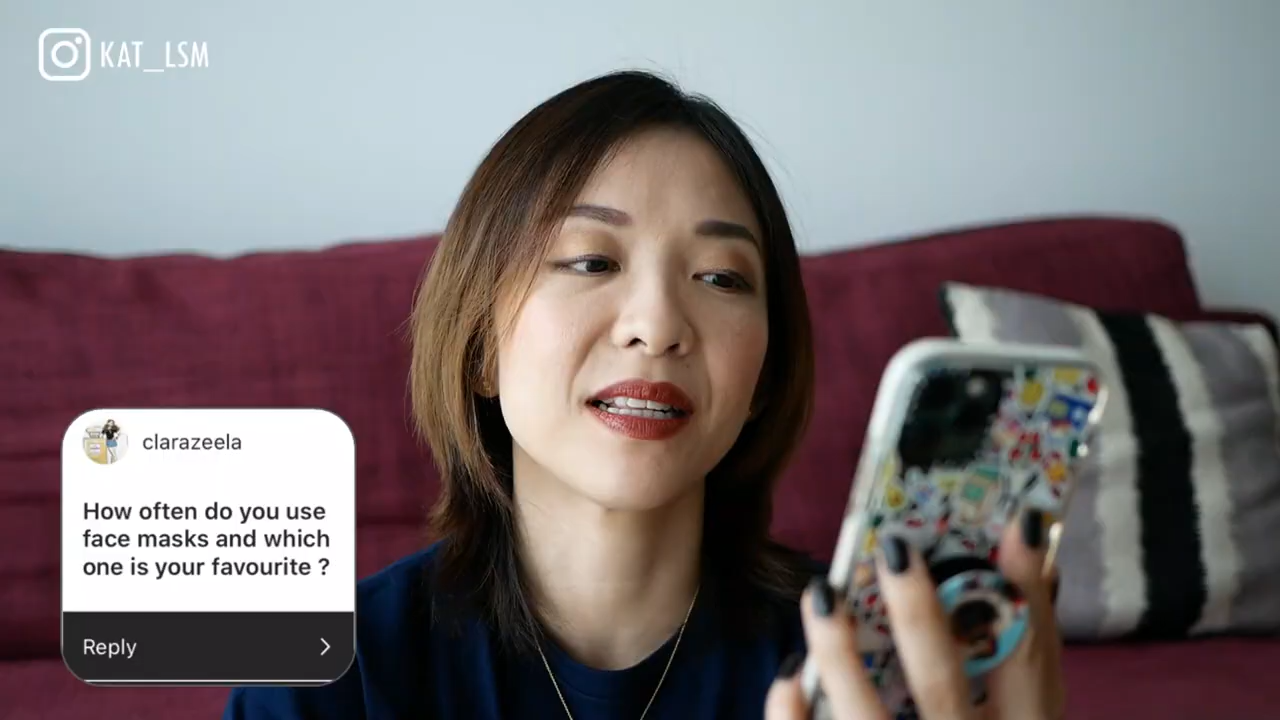 KAT_LSM
clarazeela
How often do you use
face masks and which
one is your favourite ?
Reply